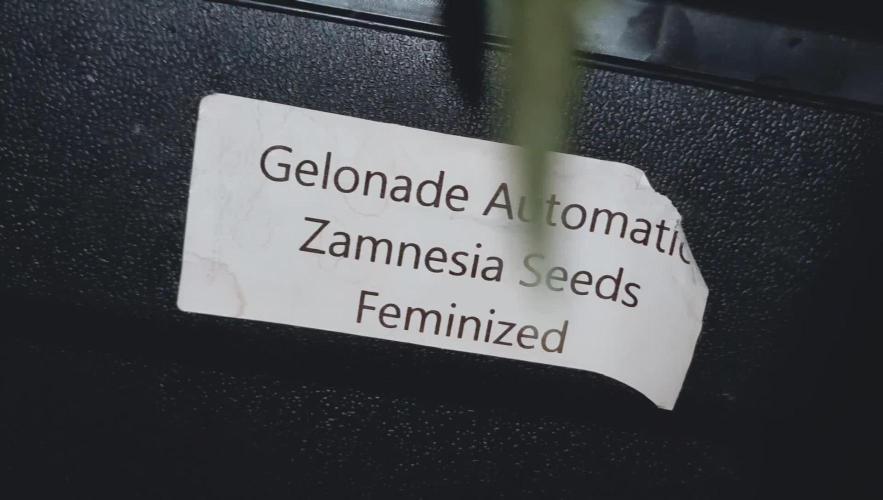 Gelonade Automatic
Zamnesia Seeds
Feminized